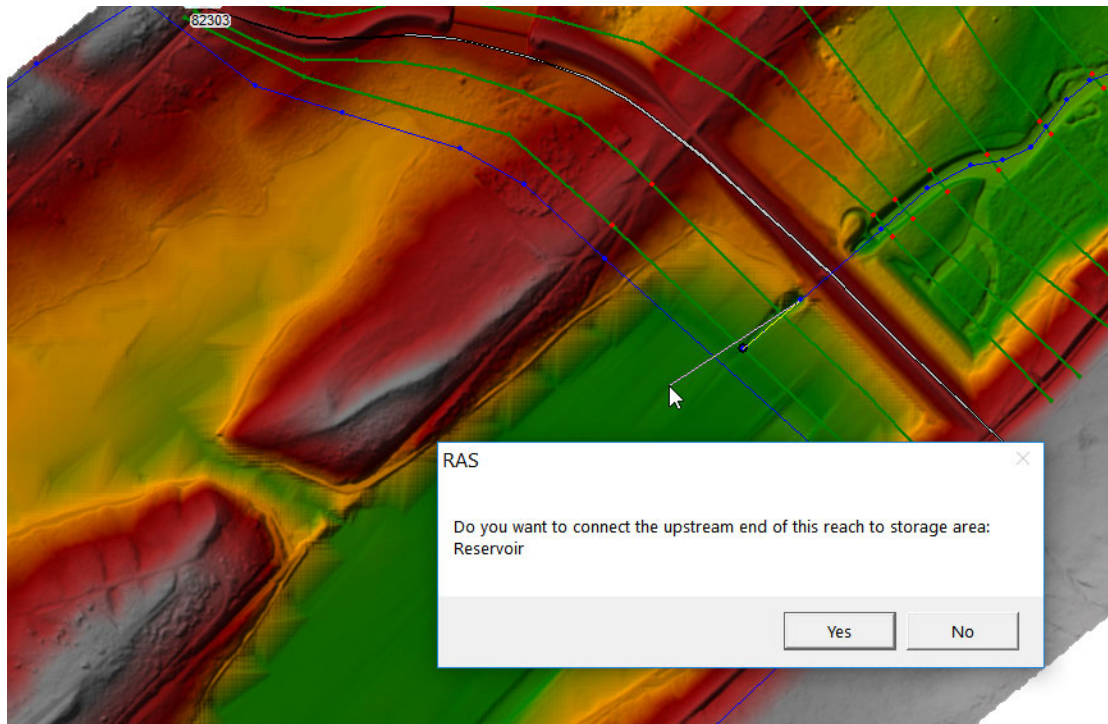 82303
RAS
Do you want to connect the upstream end of this reach to storage area:
Reservoir
Yes
No